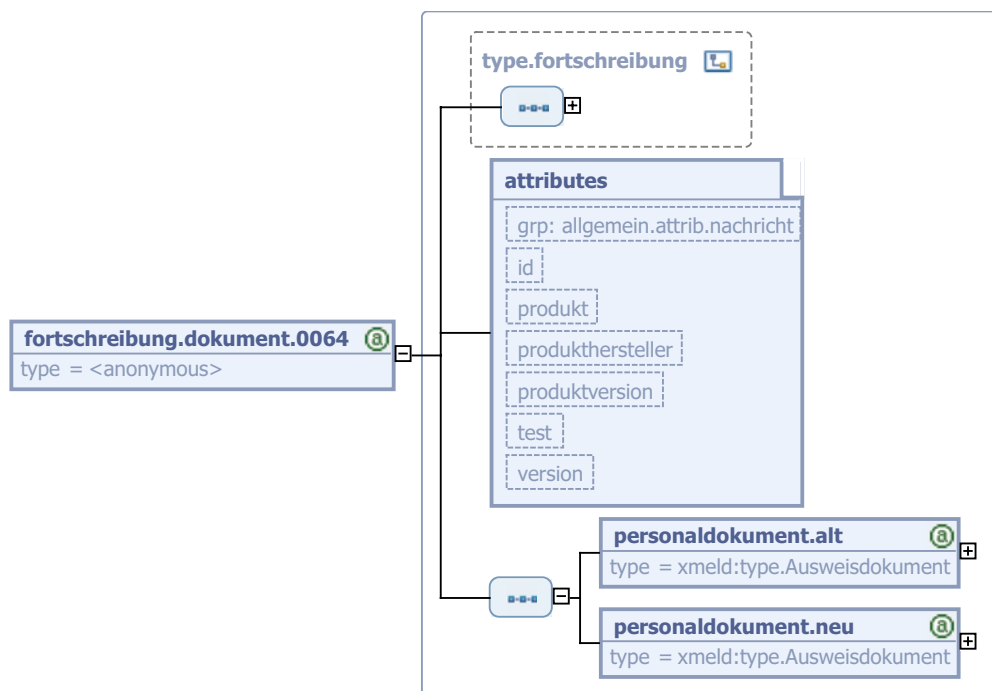 type.fortschreibung
attributes
grp: allgemein.attrib.nachricht
id
produkt
produkthersteller
produktversion
test
version
fortschreibung.dokument.0064
type = <anonymous>
personaldokument.alt
type = xmeld:type.Ausweisdokument
personaldokument.neu
type = xmeld:type.Ausweisdokument